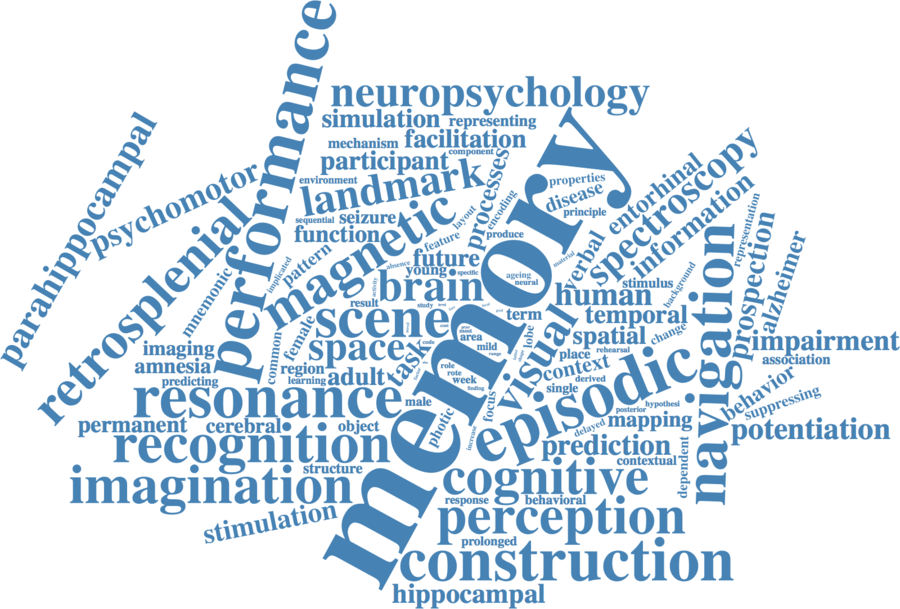 performance
neuropsychology
simulation
representing
parahippocampal
mechanism
facilitation
component
memory
participant
psychomotor
environment
landmark
processes
properties
disease
entorhinal
spectroscopy
retrosplenial
sequential
seizure
encoding
principle
information
magnetic
function
layout
feature
produce
verbal
representation
pattern
implicated
absence
future
material
prospection
alzheimer
mnemonic
young
specific
ageing
neural
stimulus
background
activity
brain
human
navigation
result
study
scene
term
temporal
female
space
area
lobe
spatial
change
impairment
imaging
common
task
code
mild
range
visual
place
rehearsal
association
amnesia
region
role
context
predicting
learning
adult
rote
week
derived
behavior
finding
single
suppressing
resonance
male
focus
episodic
posterior
hypothesi
permanent
cerebral
object
photic
delayed
mapping
potentiation
recognition
increase
prediction
dependent
structure
contextual
imagination
cognitive
response
behavioral
stimulation
perception
prolonged
construction
hippocampal